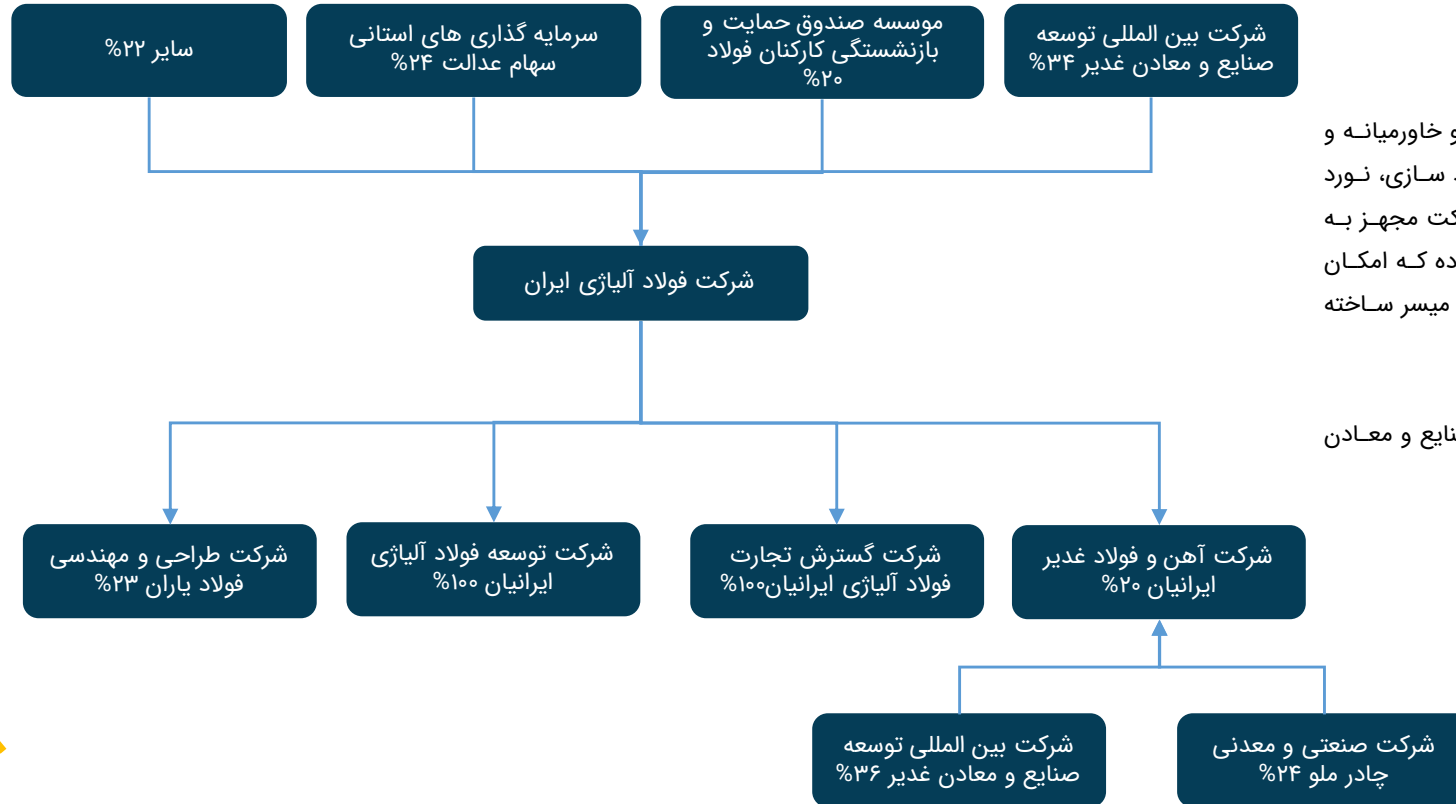 شرکت بین المللی توسعه
صنایع و معادن غدیر ۳۴%
موسسه صندوق حمایت و
بازنشستگی کارکنان فولاد
۲۰%
سرمایه گذاری های استانی
سهام عدالت ۲۴%
سایر ۲۲%
و خاورمیانه و
سازی، نورد
مجهز به
که امکان
میسر ساخته
شرکت فولاد آلیاژی ایران
و معادن
شرکت آهن و فولاد غدیر
ایرانیان ۲۰%
شرکت گسترش تجارت
فولاد آلیاژی ایرانیان۱۰۰%
شرکت توسعه فولاد آلیاژی
ایرانیان ۱۰۰%
شرکت طراحی و مهندسی
فولاد یاران ۲۳%
شرکت صنعتی و معدنی
چادر ملو ۲۴%
شرکت بین المللی توسعه
صنایع و معادن غدیر ۳۶%